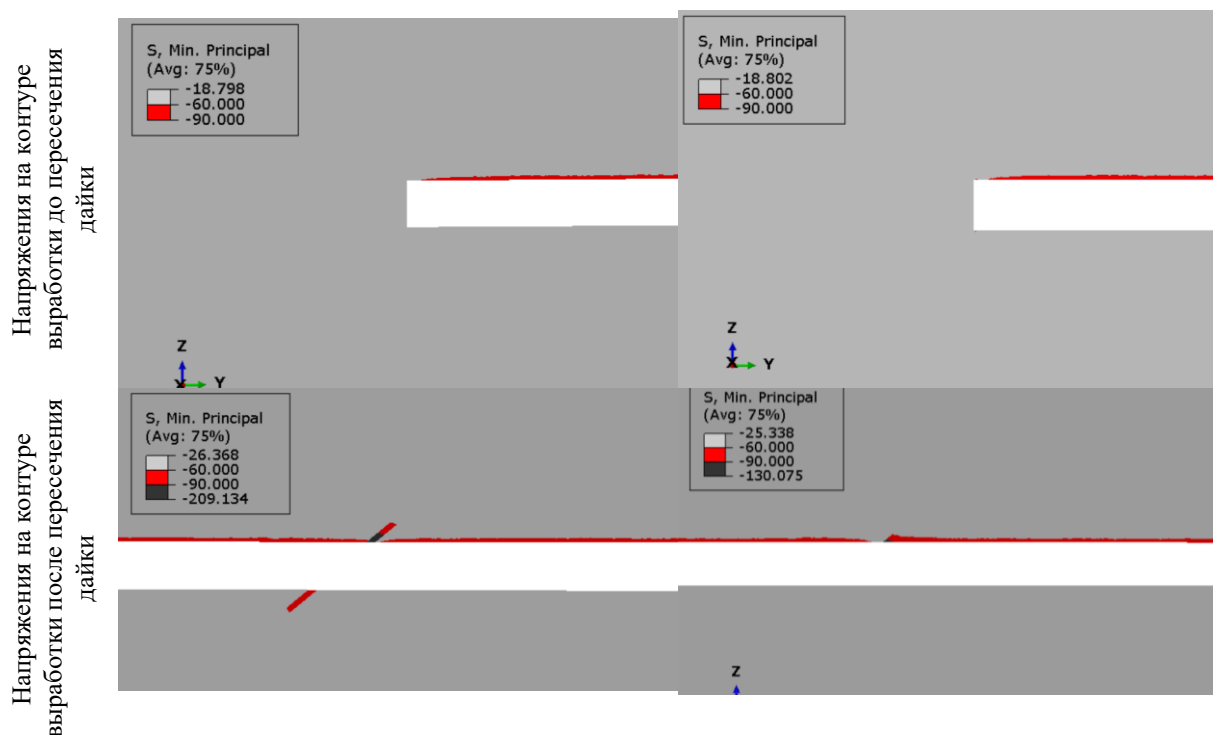 Напряжения на контуре
выработки до пересечения
дайки
S, Min. Principal
(Avg: 75%)
-18.798
-60.000
-90.000
Z
X
Y
S, Min. Principal
(Avg: 75%)
-18.802
-60.000
-90.000
Z
X
Y
Напряжения на контуре
выработки после пересечения
дайки
S, Min. Principal
(Avg: 75%)
-26.368
-60.000
-90.000
-209.134
S, Min. Principal
(Avg: 75%)
-25.338
-60.000
-90.000
-130.075
Z